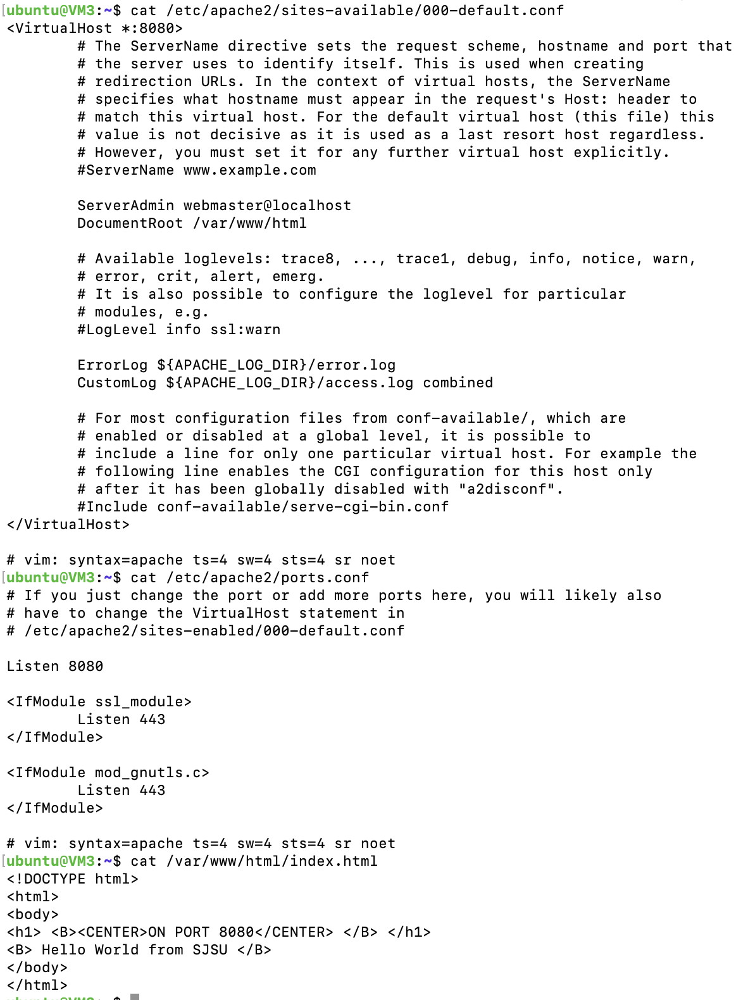 [ubuntu@VM3:~$ cat /etc/apache2/sites-available/000-default.conf
<VirtualHost *:8080>
# The ServerName directive sets the request scheme, hostname and port that
# the server uses to identify itself. This is used when creating
# redirection URLs. In the context of virtual hosts, the ServerName
# specifies what hostname must appear in the request's Host: header to
# match this virtual host. For the default virtual host (this file) this
# value is not decisive as it is used as a last resort host regardless.
# However, you must set it for any further virtual host explicitly.
#ServerName www.example.com
ServerAdmin webmaster@localhost
DocumentRoot /var/www/html
# Available loglevels: trace8, ..., trace1, debug, info, notice, warn,
# error, crit, alert, emerg.
# It is also possible to configure the loglevel for particular
# modules, e.g.
#LogLevel info ssl:warn
ErrorLog ${APACHE_LOG_DIR}/error.log
CustomLog ${APACHE_LOG_DIR}/access.log combined
# For most configuration files from conf-available/, which are
# enabled or disabled at a global level, it is possible to
# include a line for only one particular virtual host. For example the
# following line enables the CGI configuration for this host only
# after it has been globally disabled with "a2disconf".
#Include conf-available/serve-cgi-bin.conf
</VirtualHost>
# vim: syntax=apache ts=4 sw=4 sts=4 sr noet
[ubuntu@VM3:~$ cat /etc/apache2/ports.conf
# If you just change the port or add more ports here, you will likely also
# have to change the VirtualHost statement in
# /etc/apache2/sites-enabled/000-default.conf
Listen 8080
<IfModule ssl_module>
Listen 443
</IfModule>
<IfModule mod_gnutls.c>
Listen 443
</IfModule>
# vim: syntax=apache ts=4 sw=4 sts=4 sr noet
[ubuntu@VM3:~$ cat /var/www/html/index.html
<!DOCTYPE html>
<html>
<body>
<h1> <B><CENTER>ON PORT 8080</CENTER> </B> </h1>
<B> Hello World from SJSU </B>
</body>
</html>